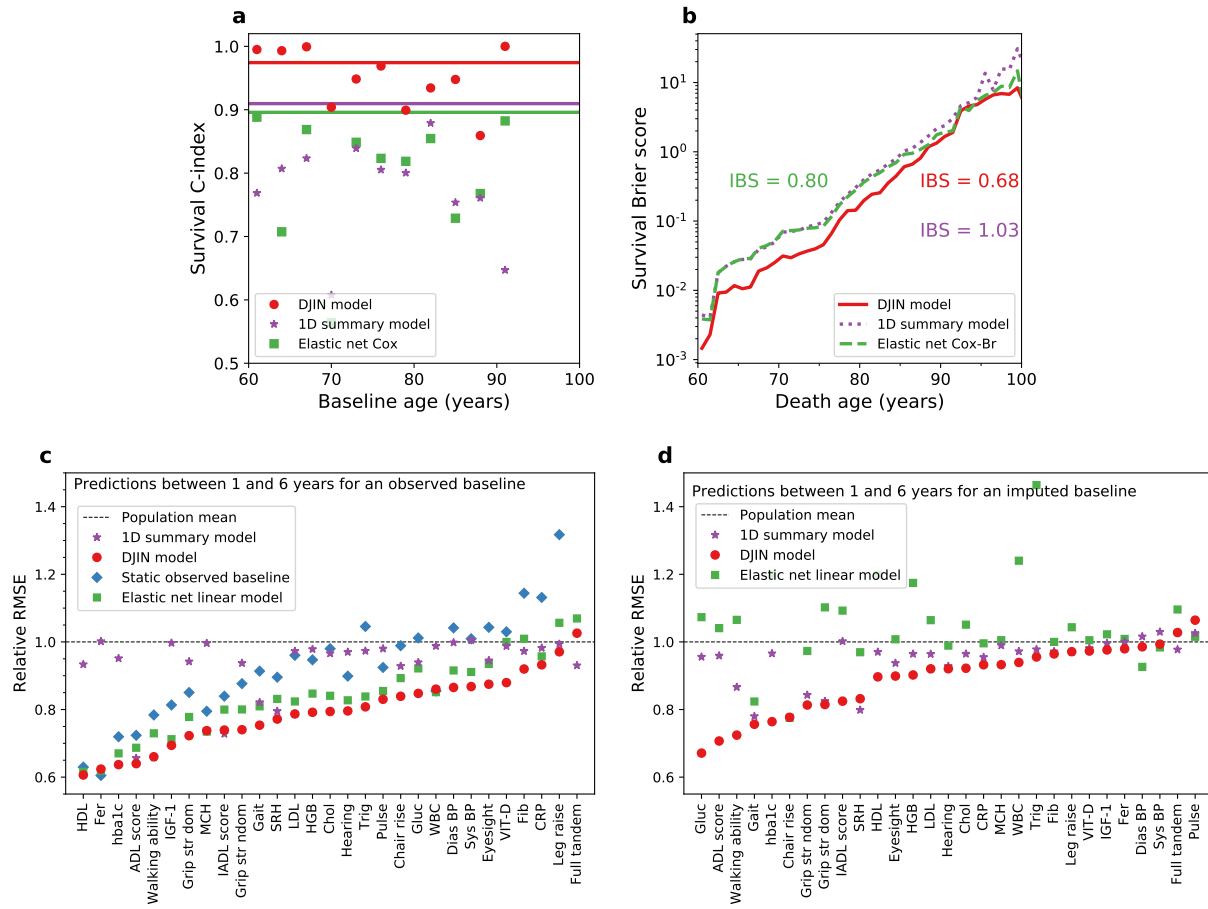 a
Survival C-index
1.0
0.9
0.8
0.7
0.6
0.5
DJIN model
1D summary model
Elastic net Cox
60 70 80 90 100
Baseline age (years)
b
Survival Brier score
10^1
10^0
10^-1
10^-2
10^-3
IBS = 0.80
IBS = 0.68
IBS = 1.03
DJIN model
1D summary model
Elastic net Cox-Br
60 70 80 90 100
Death age (years)
c
Relative RMSE
1.4
1.2
1.0
0.8
0.6
Predictions between 1 and 6 years for an observed baseline
Population mean
1D summary model
DJIN model
Static observed baseline
Elastic net linear model
HDL
Fer
hba1c
ADL score
Walking ability
IGF-1
Grip str dom
MCH
IADL score
Grip str ndom
Gait
SRH
LDL
HGB
Chol
Hearing
Trig
Pulse
Chair rise
Gluc
WBC
Dias BP
Sys BP
Eyesight
VIT-D
Fib
CRP
Leg raise
Full tandem
d
Relative RMSE
1.4
1.2
1.0
0.8
0.6
Predictions between 1 and 6 years for an imputed baseline
Population mean
1D summary model
DJIN model
Elastic net linear model
Gluc
ADL score
Walking ability
Gait
hba1c
Chair rise
Grip str ndom
Grip str dom
IADL score
SRH
HDL
Eyesight
HGB
LDL
Hearing
Chol
CRP
MCH
WBC
Trig
Fib
Leg raise
VIT-D
IGF-1
Fer
Dias BP
Sys BP
Full tandem
Pulse